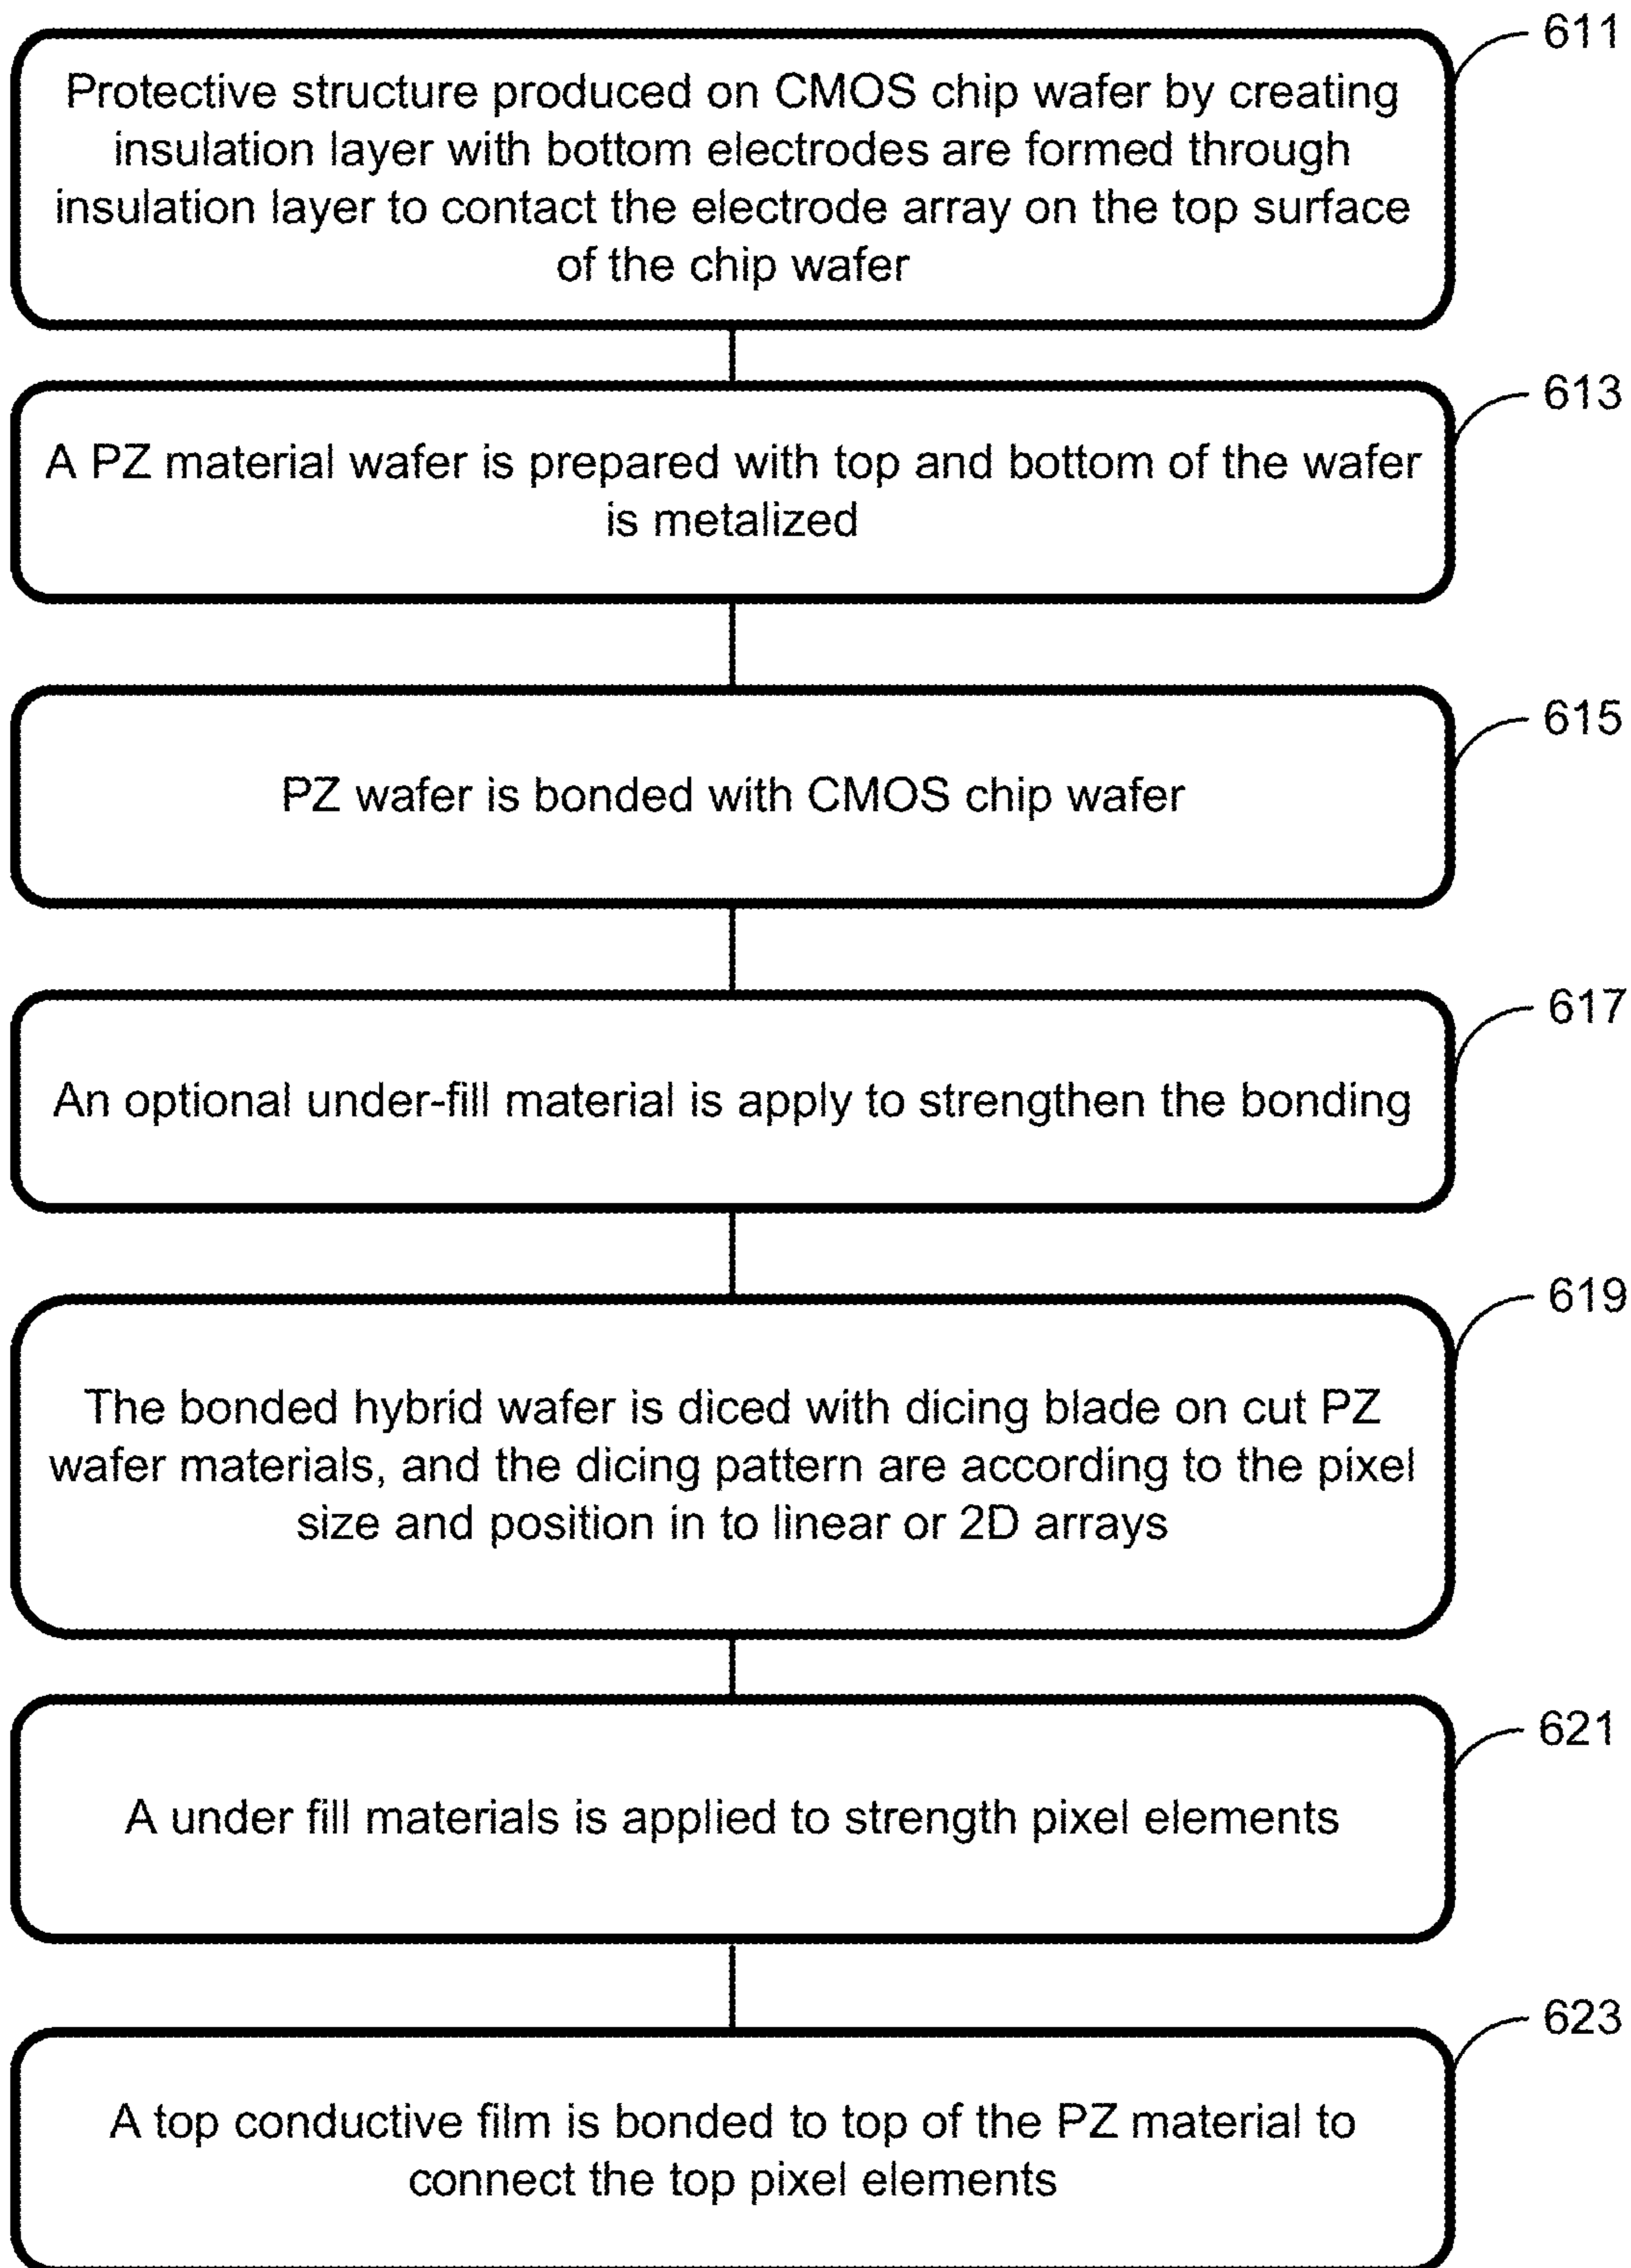 611
Protective structure produced on CMOS chip wafer by creating
insulation layer with bottom electrodes are formed through
insulation layer to contact the electrode array on the top surface
of the chip wafer
613
A PZ material wafer is prepared with top and bottom of the wafer
is metalized
615
PZ wafer is bonded with CMOS chip wafer
617
An optional under-fill material is apply to strengthen the bonding
619
The bonded hybrid wafer is diced with dicing blade on cut PZ
wafer materials, and the dicing pattern are according to the pixel
size and position in to linear or 2D arrays
621
A under fill materials is applied to strength pixel elements
623
A top conductive film is bonded to top of the PZ material to
connect the top pixel elements